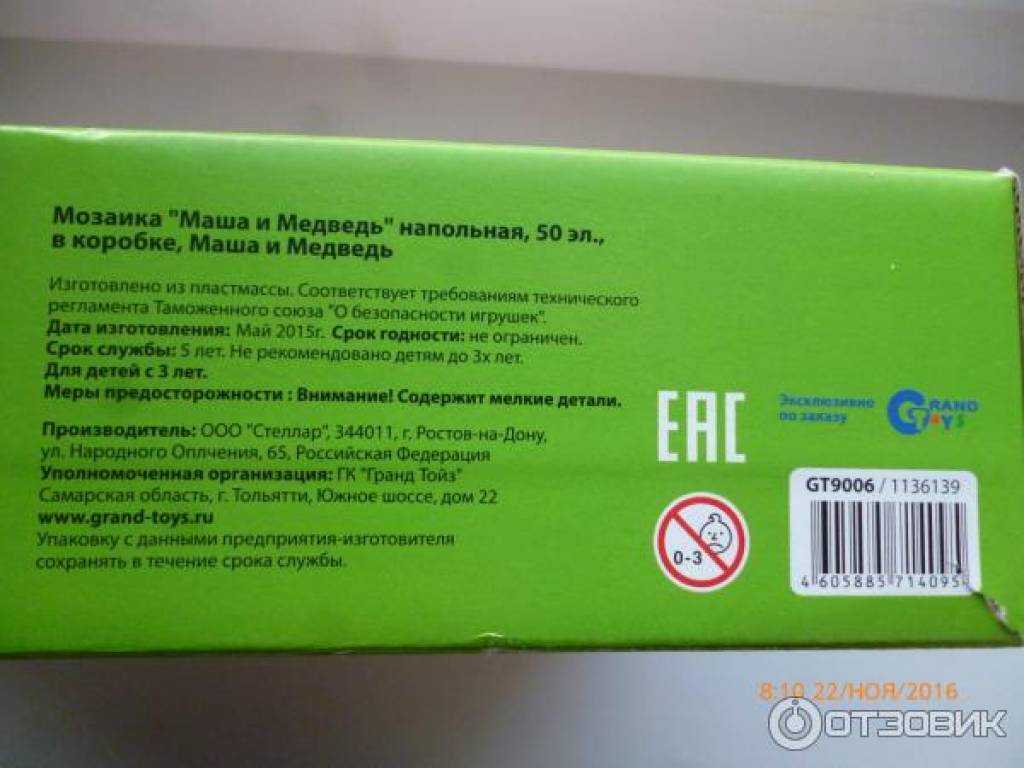 Мозаика "Маша и Медведь" напольная, 50 эл.,
в коробке, Маша и Медведь
Изготовлено из пластмассы. Соответствует требованиям технического
регламента Таможенного союза "О безопасности игрушек".
Дата изготовления: Май 2015г. Срок годности: не ограничен.
Срок службы: 5 лет. Не рекомендовано детям до 3х лет.
Для детей с 3 лет.
Меры предосторожности : Внимание! Содержит мелкие детали.
Производитель: ООО "Стеллар", 344011, г. Ростов-на-Дону,
ул. Народного Оплчения, 65, Российская Федерация
Уполномоченная организация: ГК "Гранд Тойз"
Самарская область, г. Тольятти, Южное шоссе, дом 22
www.grand-toys.ru
Упаковку с данными предприятия-изготовителя
сохранять в течение срока службы.
EAC
Эксклюзивно
по заказу
GRAND
TOYS
0-3
GT9006 / 1136139
4 605885 714095
8:10 22/НОЯ/2016
ОТЗОВИК